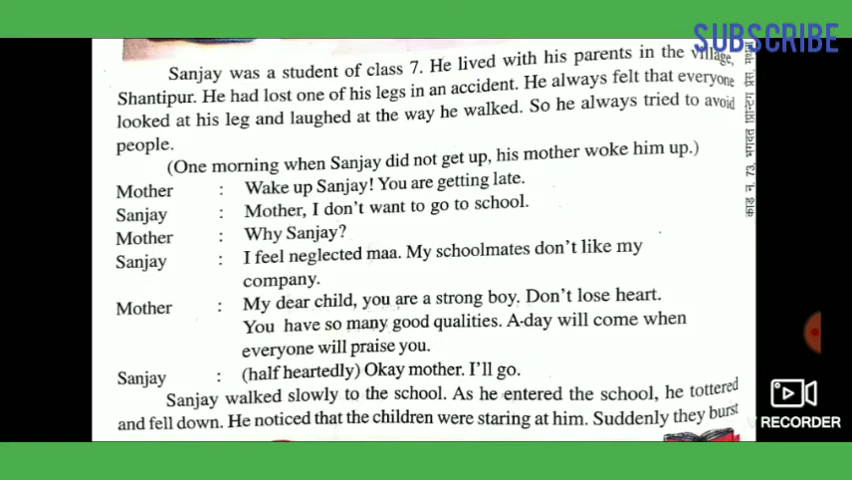 SUBSCRIBE
Sanjay was a student of class 7. He lived with his parents in the village,
Shantipur. He had lost one of his legs in an accident. He always felt that everyone
looked at his leg and laughed at the way he walked. So he always tried to avoid
people.
(One morning when Sanjay did not get up, his mother woke him up.)
Mother : Wake up Sanjay! You are getting late.
Sanjay : Mother, I don't want to go to school.
Mother : Why Sanjay?
Sanjay : I feel neglected maa. My schoolmates don't like my
company.
Mother : My dear child, you are a strong boy. Don't lose heart.
You have so many good qualities. A-day will come when
everyone will praise you.
Sanjay : (half heartedly) Okay mother. I'll go.
Sanjay walked slowly to the school. As he entered the school, he tottered
and fell down. He noticed that the children were staring at him. Suddenly they burst
काड न. 73, भगवत प्रिन्टिंग प्रेस,
RECORDER